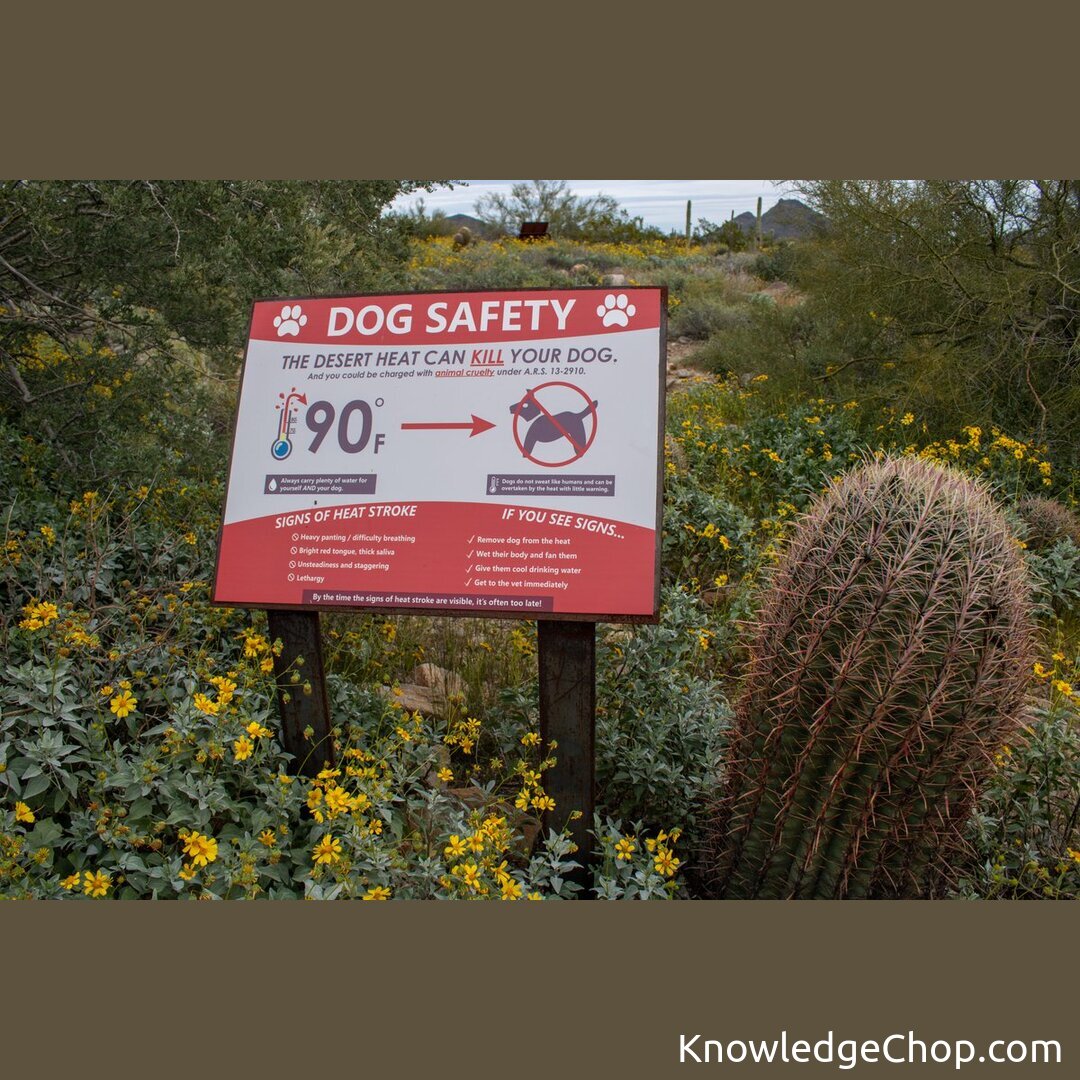 DOG SAFETY
THE DESERT HEAT CAN KILL YOUR DOG.
And you could be charged with animal cruelty under A.R.S. 13-2910.
90°F
Always carry plenty of water for
yourself AND your dog.
Dogs do not sweat like humans and can be
overtaken by the heat with little warning.
SIGNS OF HEAT STROKE
Heavy panting / difficulty breathing
Bright red tongue, thick saliva
Unsteadiness and staggering
Lethargy
IF YOU SEE SIGNS...
Remove dog from the heat
Wet their body and fan them
Give them cool drinking water
Get to the vet immediately
By the time the signs of heat stroke are visible, it's often too late!
KnowledgeChop.com